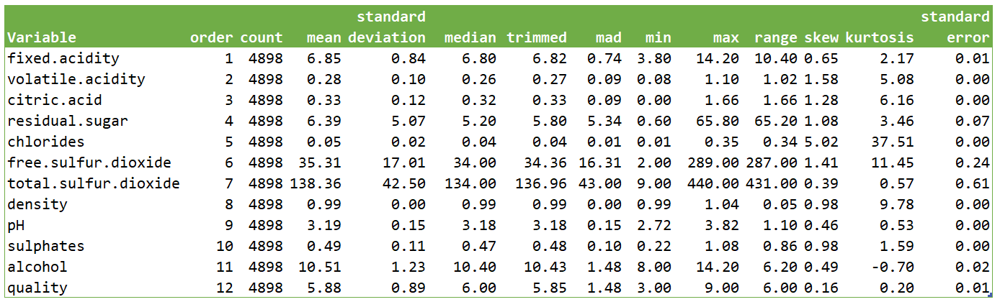 standard standard
Variable order count mean deviation median trimmed mad min max range skew kurtosis error
fixed.acidity 1 4898 6.85 0.84 6.80 6.82 0.74 3.80 14.20 10.40 0.65 2.17 0.01
volatile.acidity 2 4898 0.28 0.10 0.26 0.27 0.09 0.08 1.10 1.02 1.58 5.08 0.00
citric.acid 3 4898 0.33 0.12 0.32 0.33 0.09 0.00 1.66 1.66 1.28 6.16 0.00
residual.sugar 4 4898 6.39 5.07 5.20 5.80 5.34 0.60 65.80 65.20 1.08 3.46 0.07
chlorides 5 4898 0.05 0.02 0.04 0.04 0.01 0.01 0.35 0.34 5.02 37.51 0.00
free.sulfur.dioxide 6 4898 35.31 17.01 34.00 34.36 16.31 2.00 289.00 287.00 1.41 11.45 0.24
total.sulfur.dioxide 7 4898 138.36 42.50 134.00 136.96 43.00 9.00 440.00 431.00 0.39 0.57 0.61
density 8 4898 0.99 0.00 0.99 0.99 0.00 0.99 1.04 0.05 0.98 9.78 0.00
pH 9 4898 3.19 0.15 3.18 3.18 0.15 2.72 3.82 1.10 0.46 0.53 0.00
sulphates 10 4898 0.49 0.11 0.47 0.48 0.10 0.22 1.08 0.86 0.98 1.59 0.00
alcohol 11 4898 10.51 1.23 10.40 10.43 1.48 8.00 14.20 6.20 0.49 -0.70 0.02
quality 12 4898 5.88 0.89 6.00 5.85 1.48 3.00 9.00 6.00 0.16 0.20 0.01